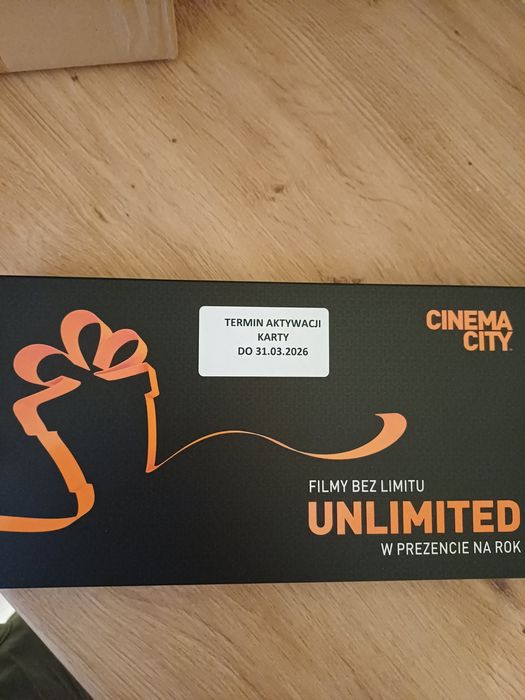 TERMIN AKTYWACJI
KARTY
DO 31.03.2026
CINEMA
CITY
FILMY BEZ LIMITU
UNLIMITED
W PREZENCIE NA ROK